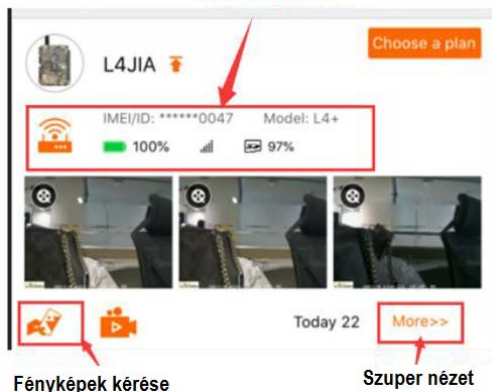 L4JIA
Choose a plan
IMEI/ID: ******0047 Model: L4+
100% 97%
Today 22 More>>
Fényképek kérése
Szuper nézet